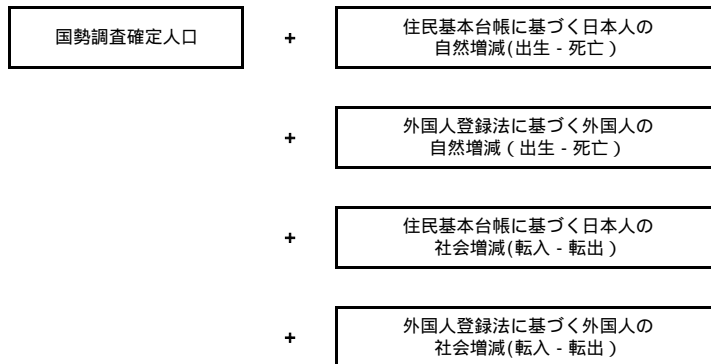 国勢調査確定人口
+
住民基本台帳に基づく日本人の
自然増減(出生 - 死亡 )
+
外国人登録法に基づく外国人の
自然増減 ( 出生 - 死亡 )
+
住民基本台帳に基づく日本人の
社会増減(転入 - 転出 )
+
外国人登録法に基づく外国人の
社会増減(転入 - 転出 )